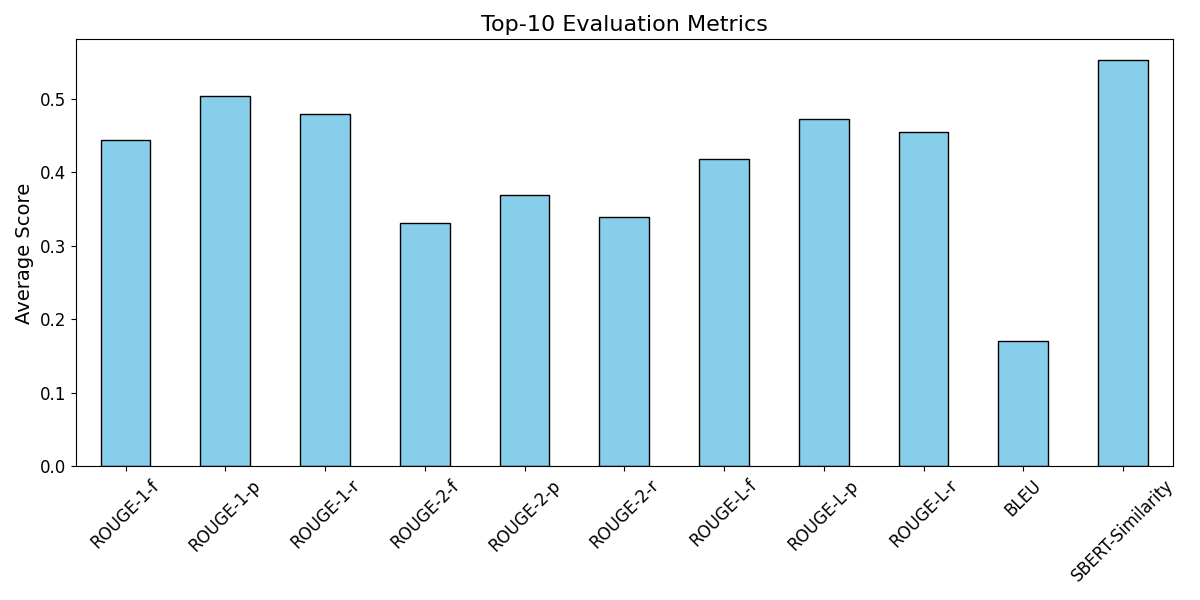 Top-10 Evaluation Metrics
Average Score
0.5
0.4
0.3
0.2
0.1
0.0
ROUGE-1-f
ROUGE-1-p
ROUGE-1-r
ROUGE-2-f
ROUGE-2-p
ROUGE-2-r
ROUGE-L-f
ROUGE-L-p
ROUGE-L-r
BLEU
SBERT-Similarity